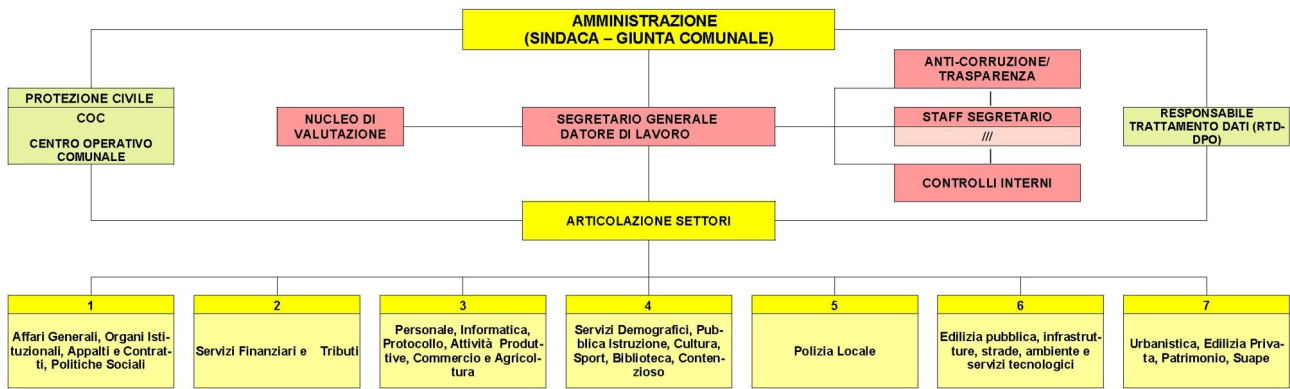 AMMINISTRAZIONE
(SINDACA – GIUNTA COMUNALE)
PROTEZIONE CIVILE
COC
CENTRO OPERATIVO
COMUNALE
NUCLEO DI
VALUTAZIONE
SEGRETARIO GENERALE
DATORE DI LAVORO
ANTI-CORRUZIONE/
TRASPARENZA
STAFF SEGRETARIO
///
CONTROLLI INTERNI
RESPONSABILE
TRATTAMENTO DATI (RTD-
DPO)
ARTICOLAZIONE SETTORI
1
Affari Generali, Organi Isti-
tuzionali, Appalti e Contrat-
ti, Politiche Sociali
2
Servizi Finanziari e Tributi
3
Personale, Informatica,
Protocollo, Attività Produt-
tive, Commercio e Agricol-
tura
4
Servizi Demografici, Pub-
blica Istruzione, Cultura,
Sport, Biblioteca, Conten-
zioso
5
Polizia Locale
6
Edilizia pubblica, infrastrut-
ture, strade, ambiente e
servizi tecnologici
7
Urbanistica, Edilizia Priva-
ta, Patrimonio, Suape